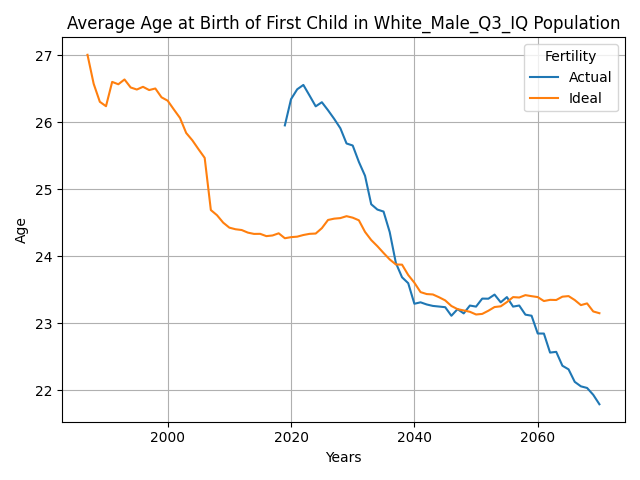 Average Age at Birth of First Child in White_Male_Q3_IQ Population
Fertility
Actual
Ideal
27
26
25
24
23
22
Age
2000
2020
2040
2060
Years